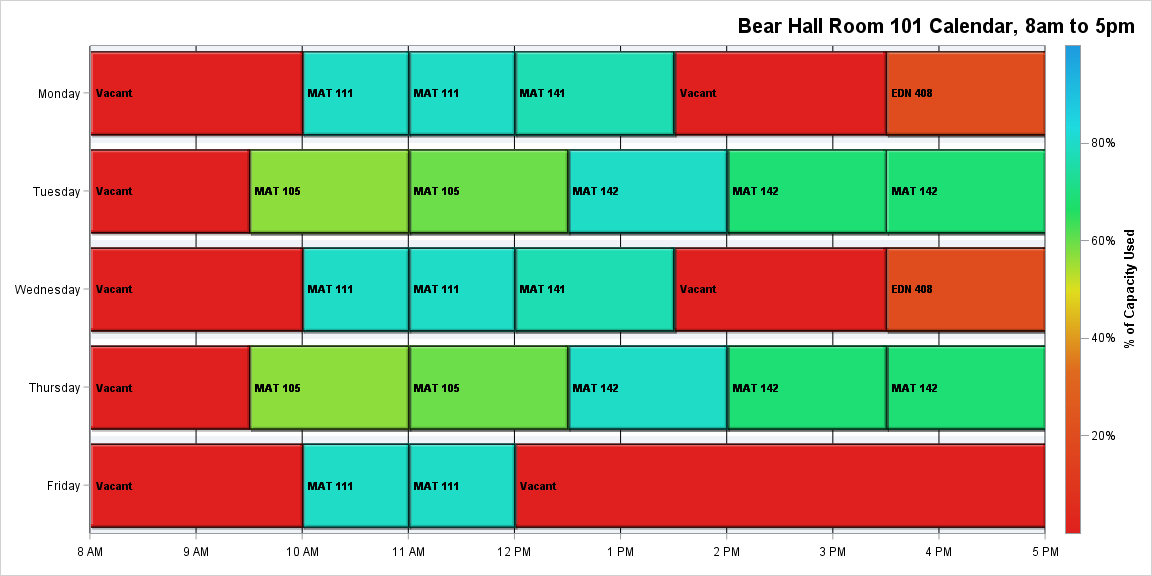 Bear Hall Room 101 Calendar, 8am to 5pm
Monday
Vacant
MAT 111
MAT 111
MAT 141
Vacant
EDN 408
Tuesday
Vacant
MAT 105
MAT 105
MAT 142
MAT 142
MAT 142
Wednesday
Vacant
MAT 111
MAT 111
MAT 141
Vacant
EDN 408
Thursday
Vacant
MAT 105
MAT 105
MAT 142
MAT 142
MAT 142
Friday
Vacant
MAT 111
MAT 111
Vacant
8 AM
9 AM
10 AM
11 AM
12 PM
1 PM
2 PM
3 PM
4 PM
5 PM
80%
60%
40%
20%
% of Capacity Used